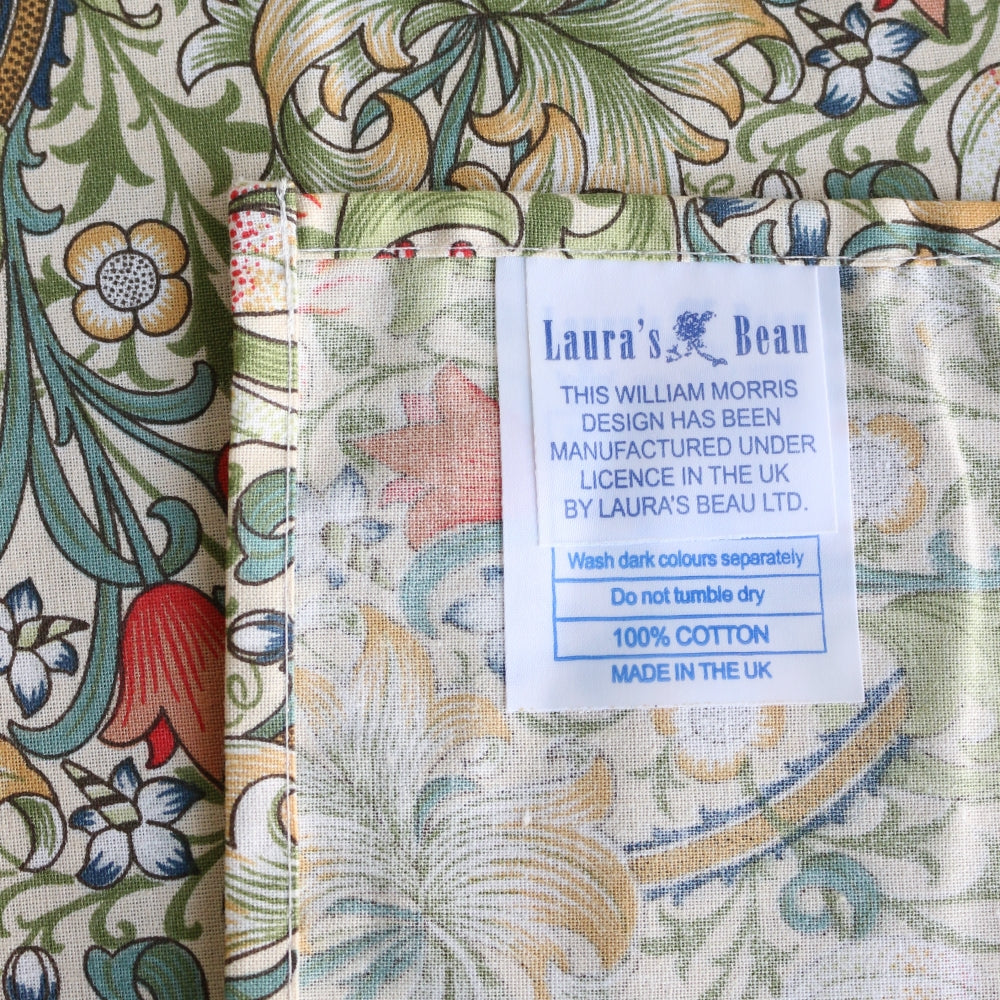 Laura's Beau
THIS WILLIAM MORRIS
DESIGN HAS BEEN
MANUFACTURED UNDER
LICENCE IN THE UK
BY LAURA'S BEAU LTD.
Wash dark colours separately
Do not tumble dry
100% COTTON
MADE IN THE UK